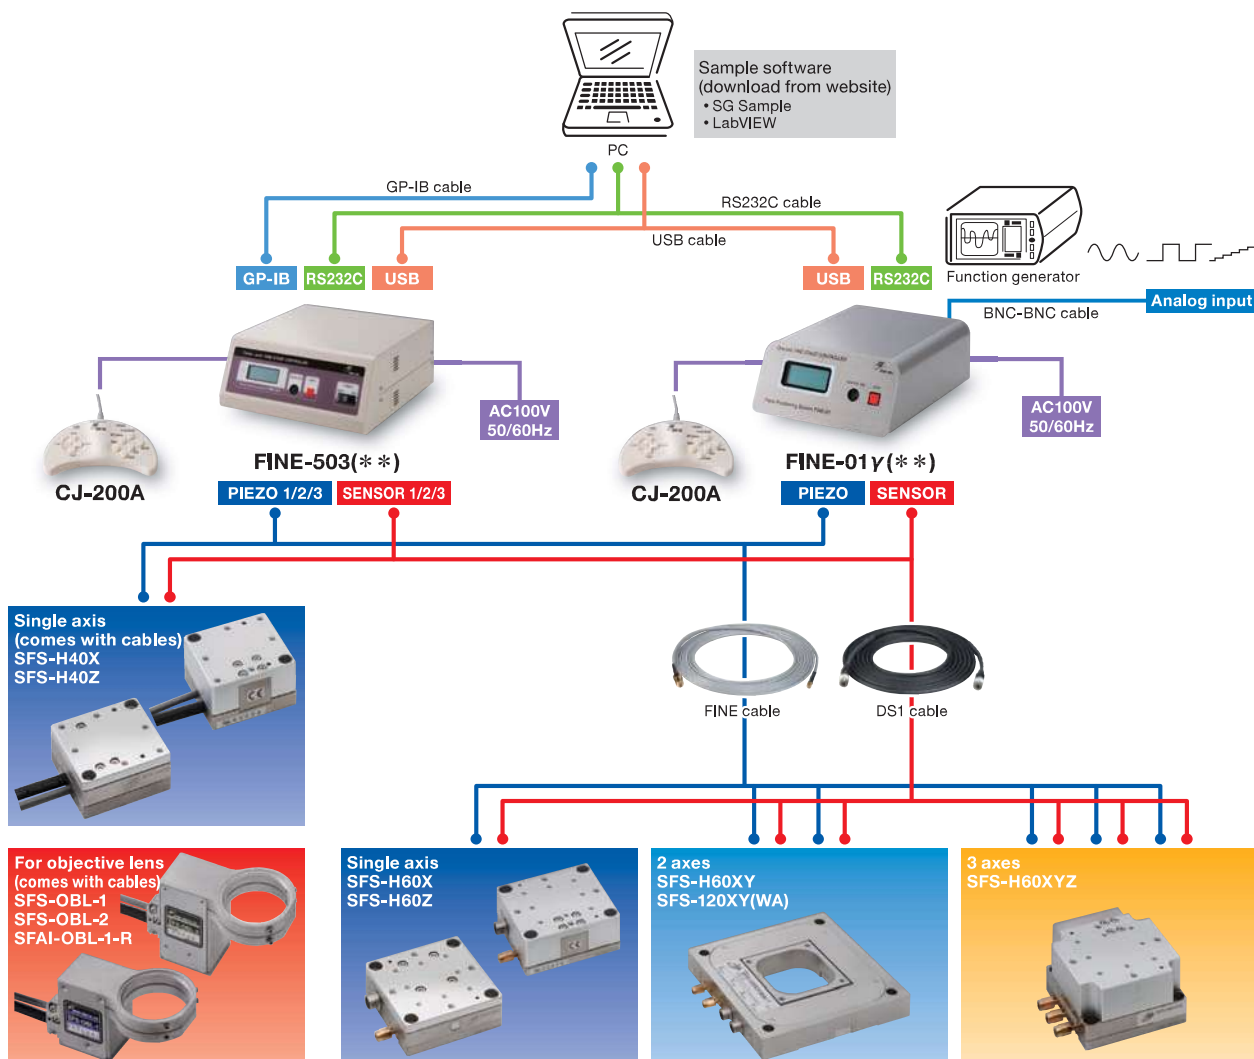 Sample software
(download from website)
• SG Sample
• LabVIEW
PC
GP-IB cable
RS232C cable
USB cable
GP-IB
RS232C
USB
USB
RS232C
Function generator
BNC-BNC cable
Analog input
AC100V
50/60Hz
AC100V
50/60Hz
CJ-200A
FINE-503(**)
CJ-200A
FINE-01γ(**)
PIEZO 1/2/3
SENSOR 1/2/3
PIEZO
SENSOR
Single axis
(comes with cables)
SFS-H40X
SFS-H40Z
FINE cable
DS1 cable
For objective lens
(comes with cables)
SFS-OBL-1
SFS-OBL-2
SFAI-OBL-1-R
Single axis
SFS-H60X
SFS-H60Z
2 axes
SFS-H60XY
SFS-120XY(WA)
3 axes
SFS-H60XYZ